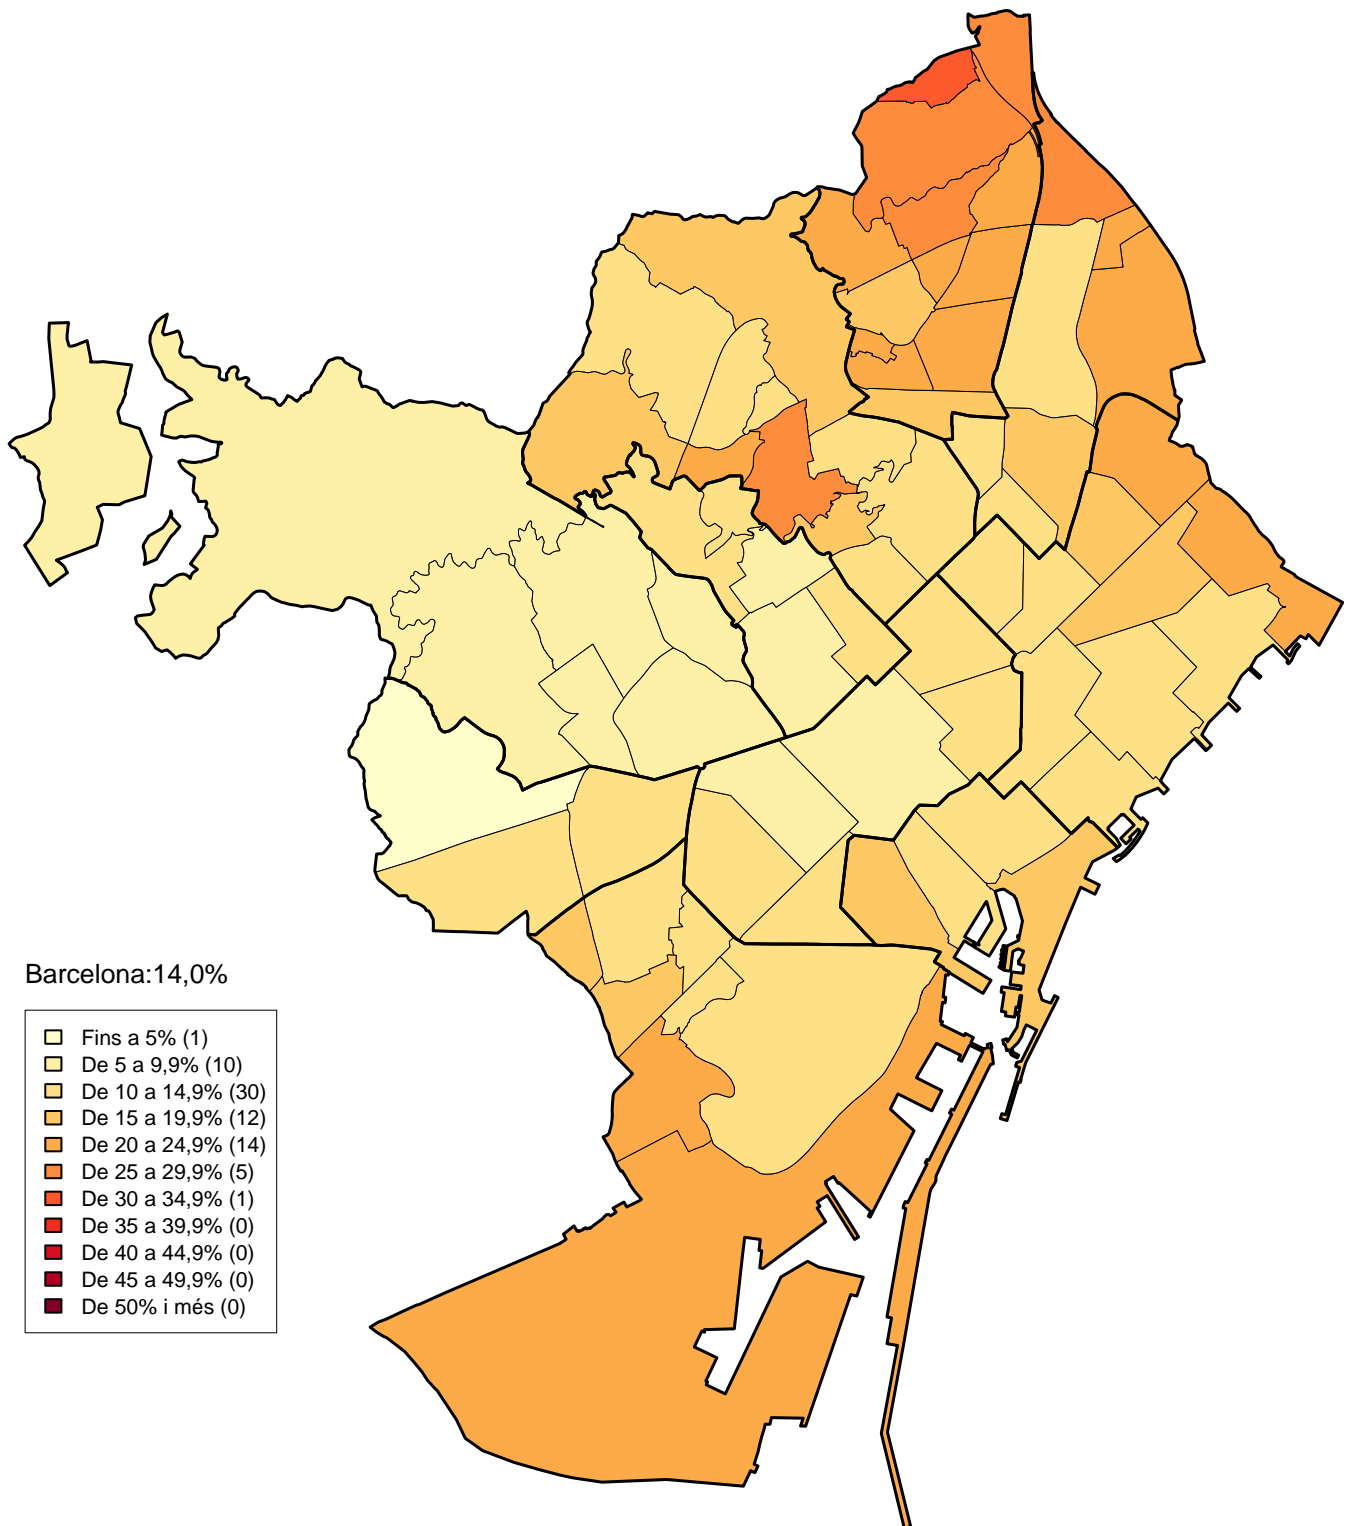 Barcelona:14,0%
Fins a 5% (1)
De 5 a 9,9% (10)
De 10 a 14,9% (30)
De 15 a 19,9% (12)
De 20 a 24,9% (14)
De 25 a 29,9% (5)
De 30 a 34,9% (1)
De 35 a 39,9% (0)
De 40 a 44,9% (0)
De 45 a 49,9% (0)
De 50% i més (0)